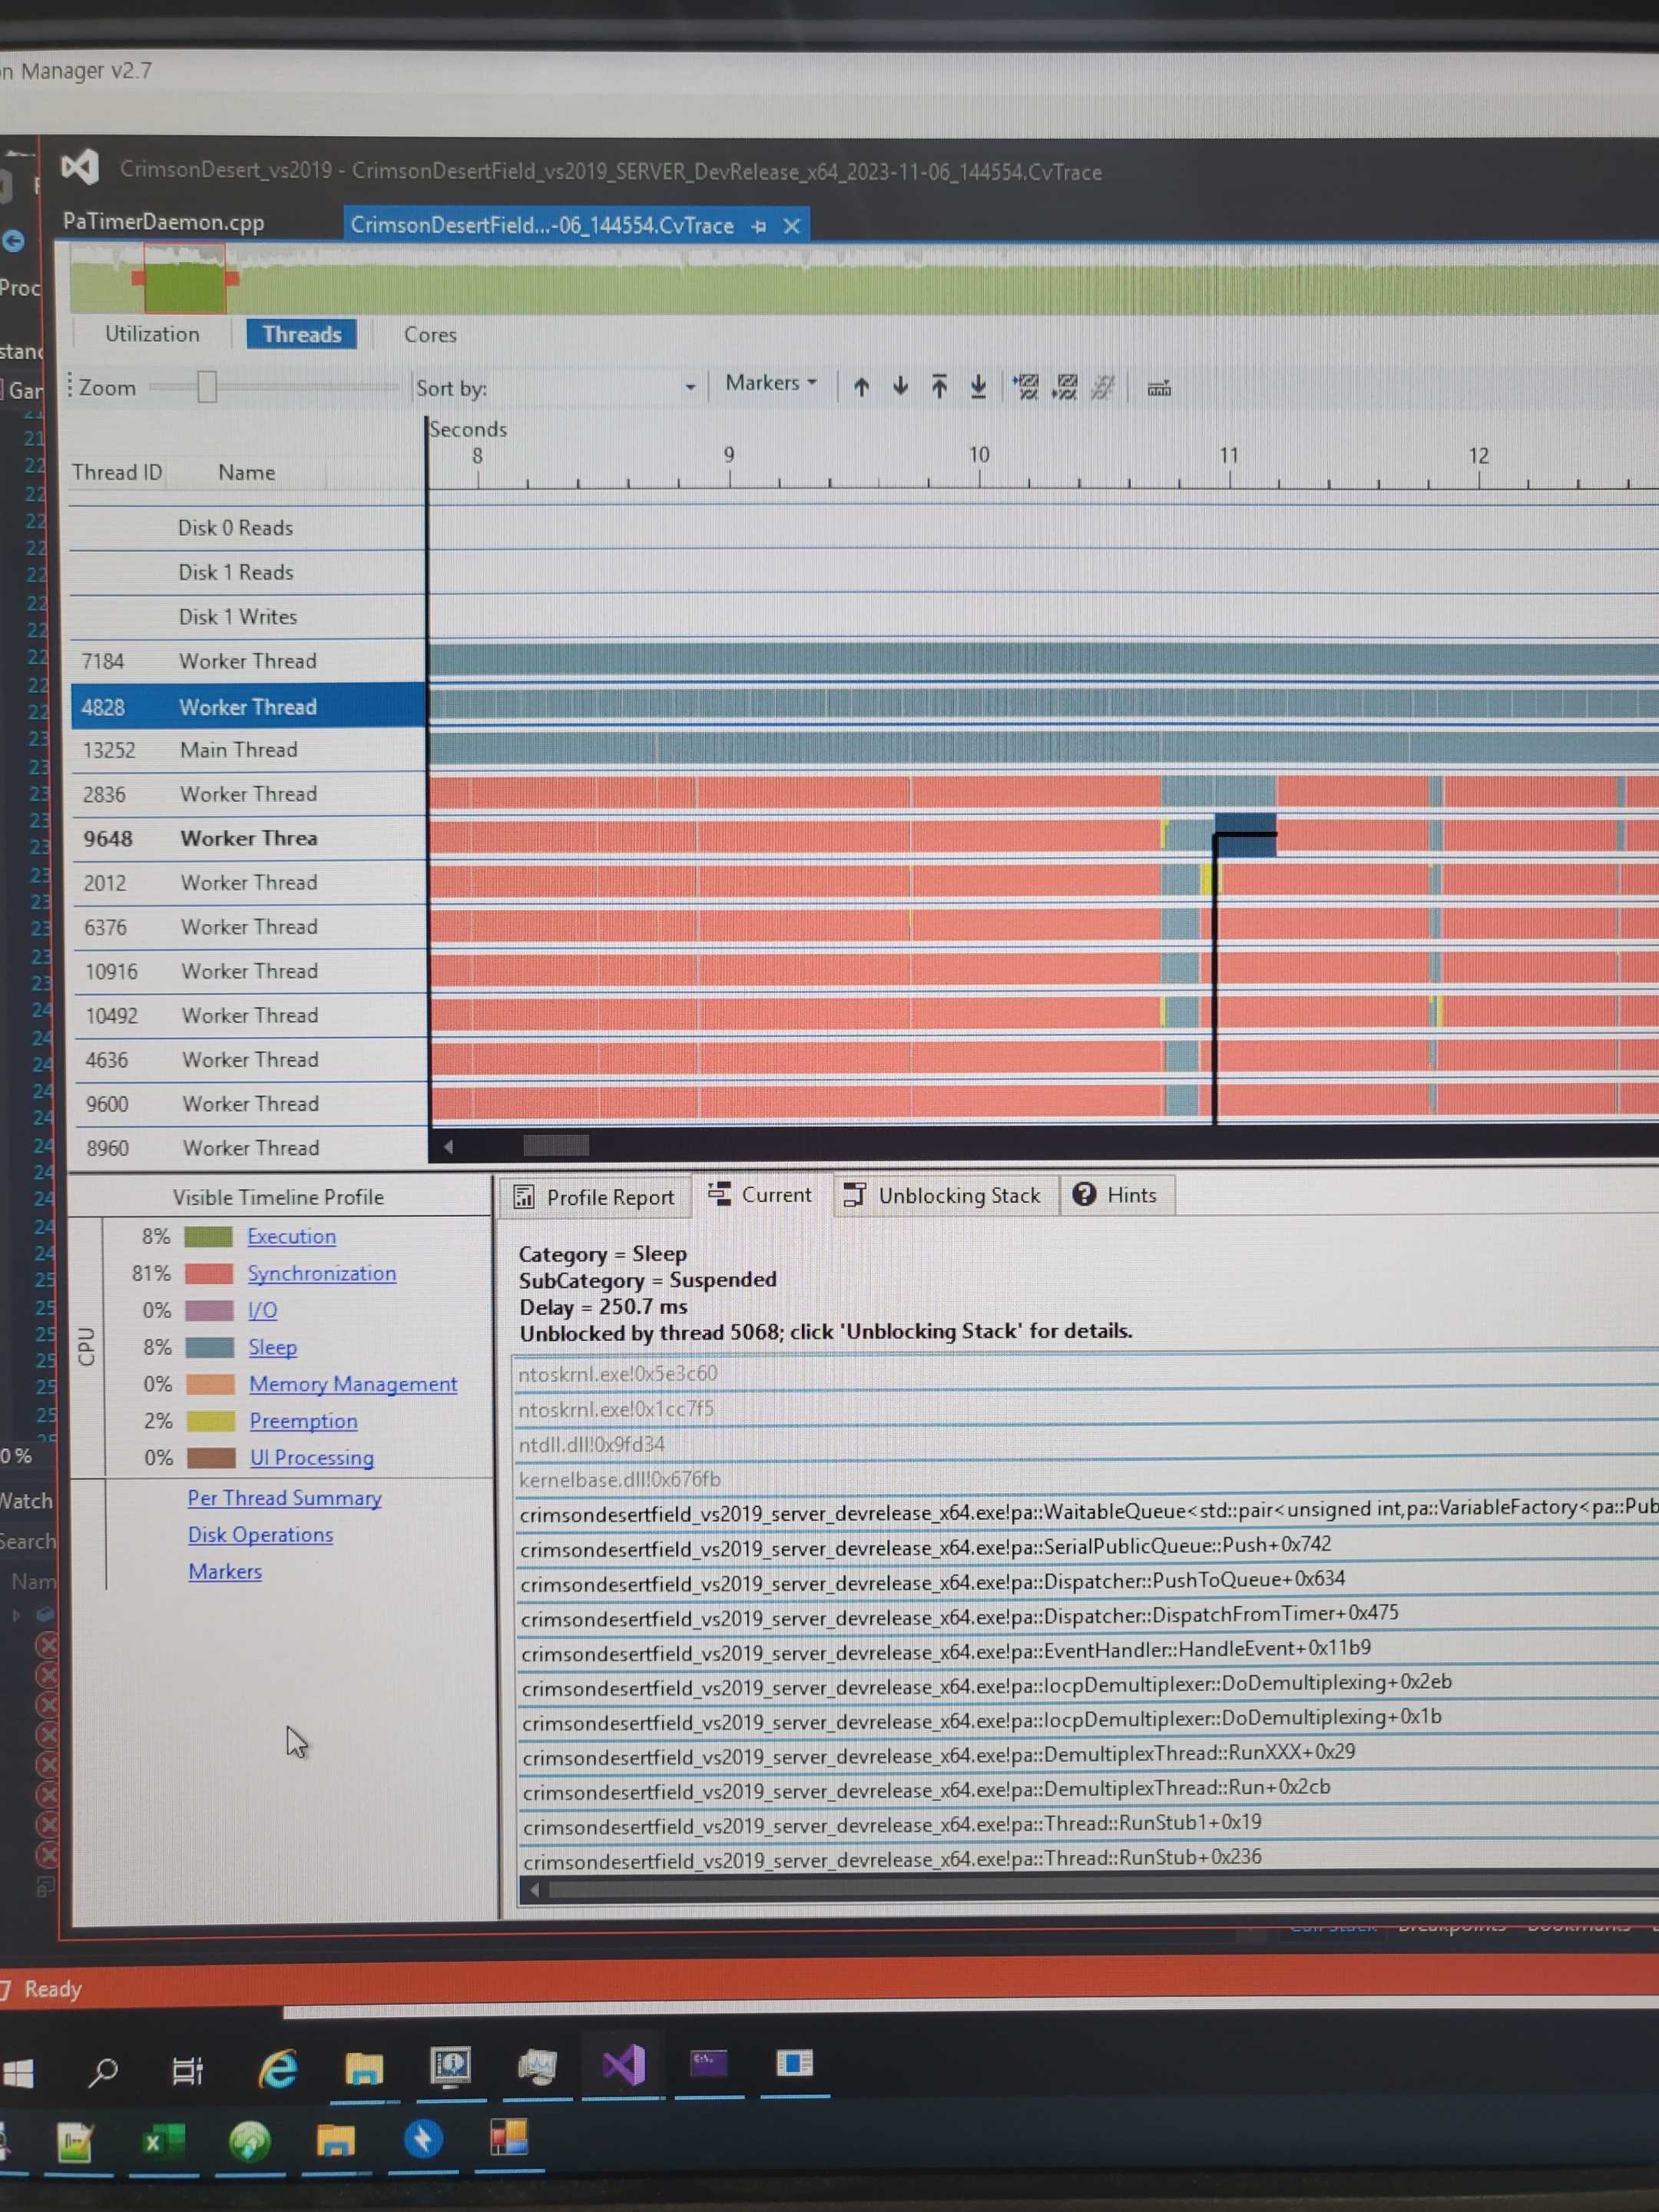 on Manager v2.7
CrimsonDesert_vs2019 - CrimsonDesertField_vs2019_SERVER_DevRelease_x64_2023-11-06_144554.CvTrace
PaTimerDaemon.cpp
CrimsonDesertField...-06_144554.CvTrace
Proc
Utilization
Threads
Cores
stanc
Zoom
Sort by:
Markers
Gar
Seconds
8
9
10
11
12
Thread ID
Name
Disk 0 Reads
Disk 1 Reads
Disk 1 Writes
7184 Worker Thread
4828 Worker Thread
13252 Main Thread
2836 Worker Thread
9648 Worker Threa
2012 Worker Thread
6376 Worker Thread
10916 Worker Thread
10492 Worker Thread
4636 Worker Thread
9600 Worker Thread
8960 Worker Thread
Visible Timeline Profile
Profile Report
Current
Unblocking Stack
Hints
CPU
8% Execution
81% Synchronization
0% I/O
8% Sleep
0% Memory Management
2% Preemption
0% UI Processing
Per Thread Summary
Disk Operations
Markers
Category = Sleep
SubCategory = Suspended
Delay = 250.7 ms
Unblocked by thread 5068; click 'Unblocking Stack' for details.
ntoskrnl.exe!0x5e3c60
ntoskrnl.exe!0x1cc7f5
ntdll.dll!0x9fd34
kernelbase.dll!0x676fb
crimsondesertfield_vs2019_server_devrelease_x64.exe!pa::WaitableQueue<std::pair<unsigned int,pa::VariableFactory<pa::Pub
crimsondesertfield_vs2019_server_devrelease_x64.exe!pa::SerialPublicQueue::Push+0x742
crimsondesertfield_vs2019_server_devrelease_x64.exe!pa::Dispatcher::PushToQueue+0x634
crimsondesertfield_vs2019_server_devrelease_x64.exe!pa::Dispatcher::DispatchFromTimer+0x475
crimsondesertfield_vs2019_server_devrelease_x64.exe!pa::EventHandler::HandleEvent+0x11b9
crimsondesertfield_vs2019_server_devrelease_x64.exe!pa::IocpDemultiplexer::DoDemultiplexing+0x2eb
crimsondesertfield_vs2019_server_devrelease_x64.exe!pa::IocpDemultiplexer::DoDemultiplexing+0x1b
crimsondesertfield_vs2019_server_devrelease_x64.exe!pa::DemultiplexThread::RunXXX+0x29
crimsondesertfield_vs2019_server_devrelease_x64.exe!pa::DemultiplexThread::Run+0x2cb
crimsondesertfield_vs2019_server_devrelease_x64.exe!pa::Thread::RunStub1+0x19
crimsondesertfield_vs2019_server_devrelease_x64.exe!pa::Thread::RunStub+0x236
0 %
Watch
Search
Nam
Ready